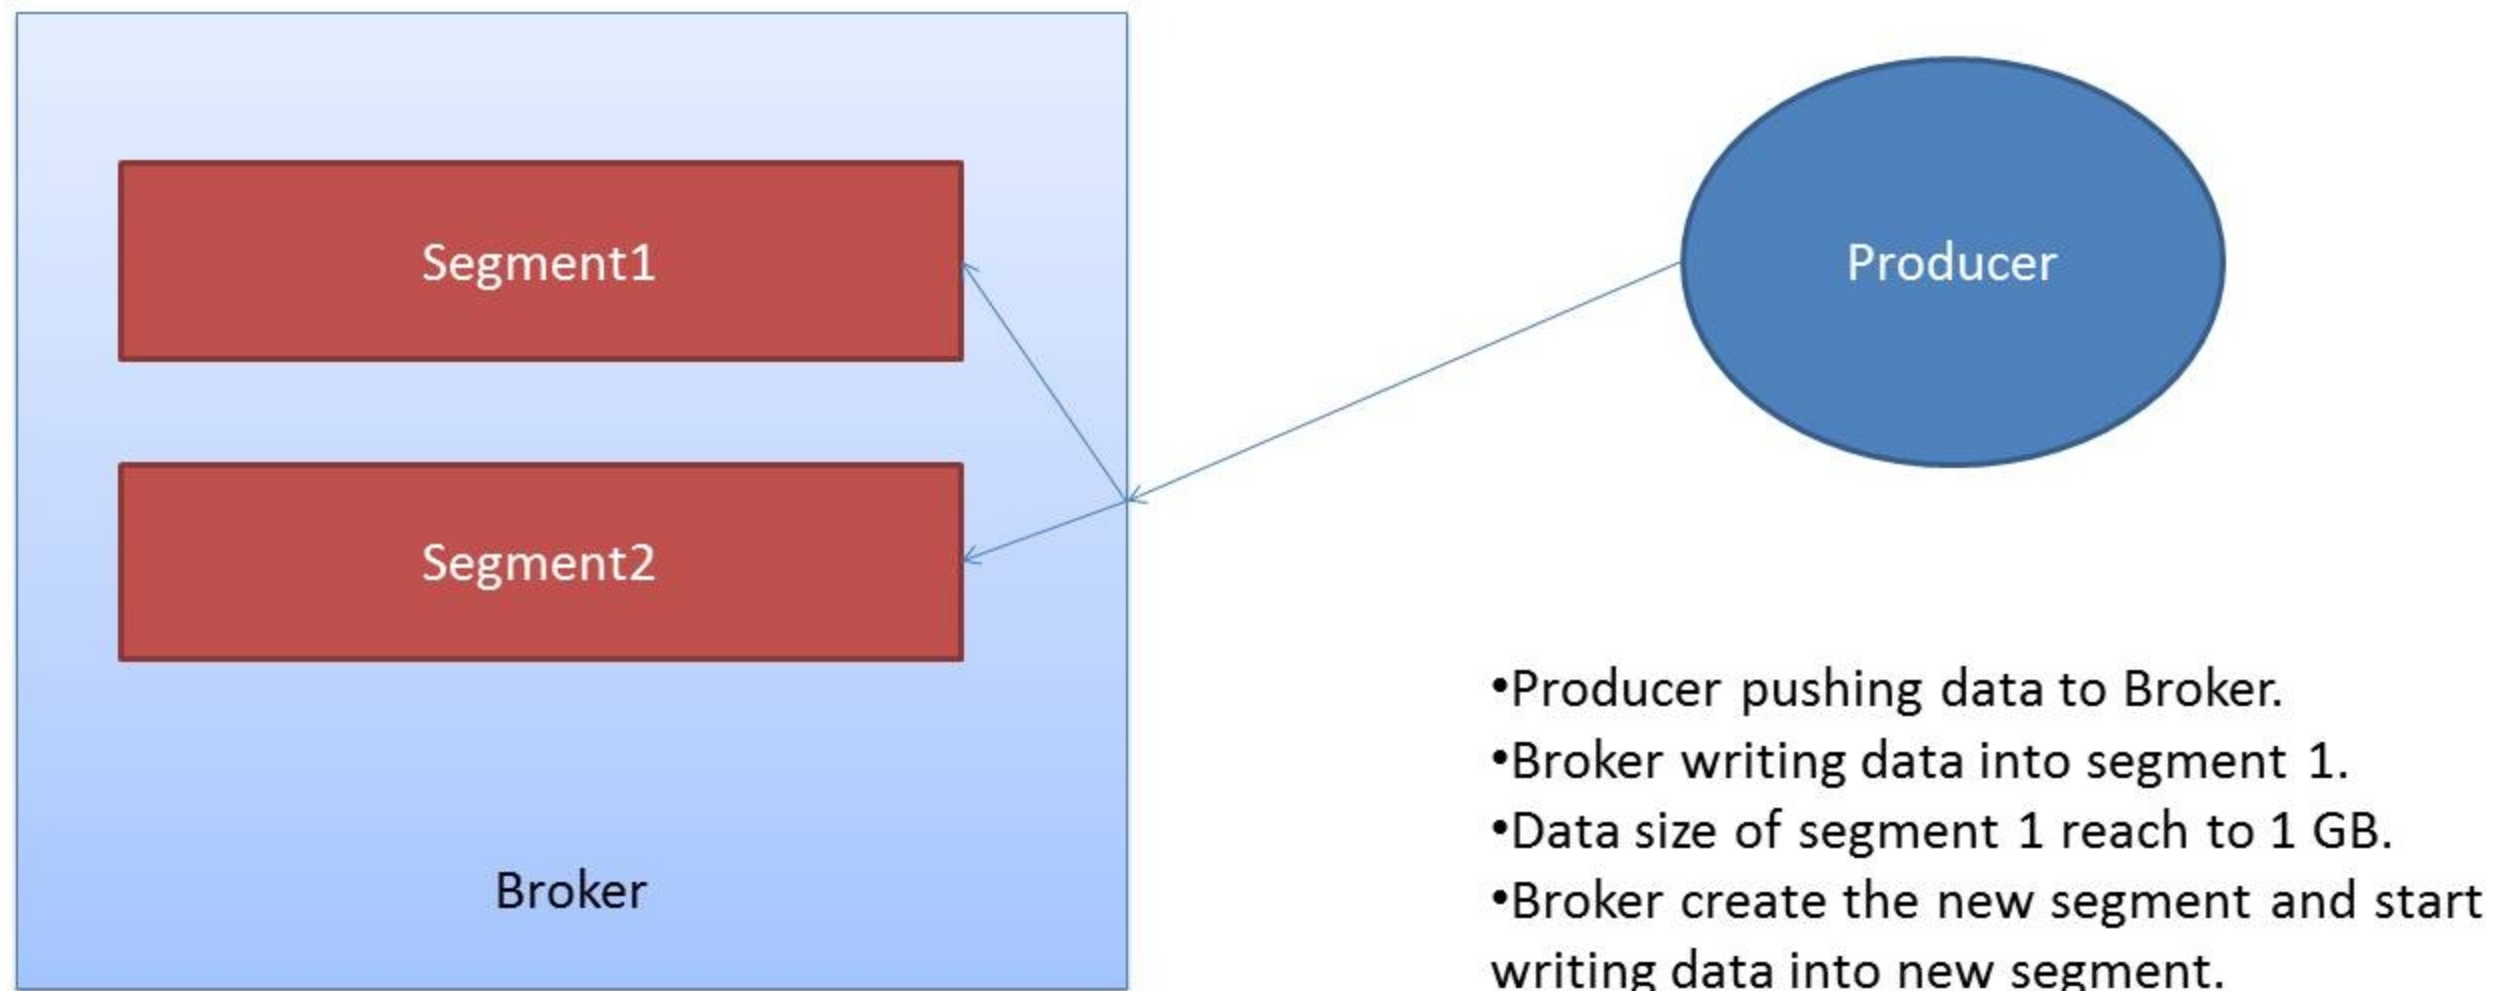 Segment1
Producer
Segment2
•Producer pushing data to Broker.
•Broker writing data into segment 1.
•Data size of segment 1 reach to 1 GB.
•Broker create the new segment and start
writing data into new segment.
Broker